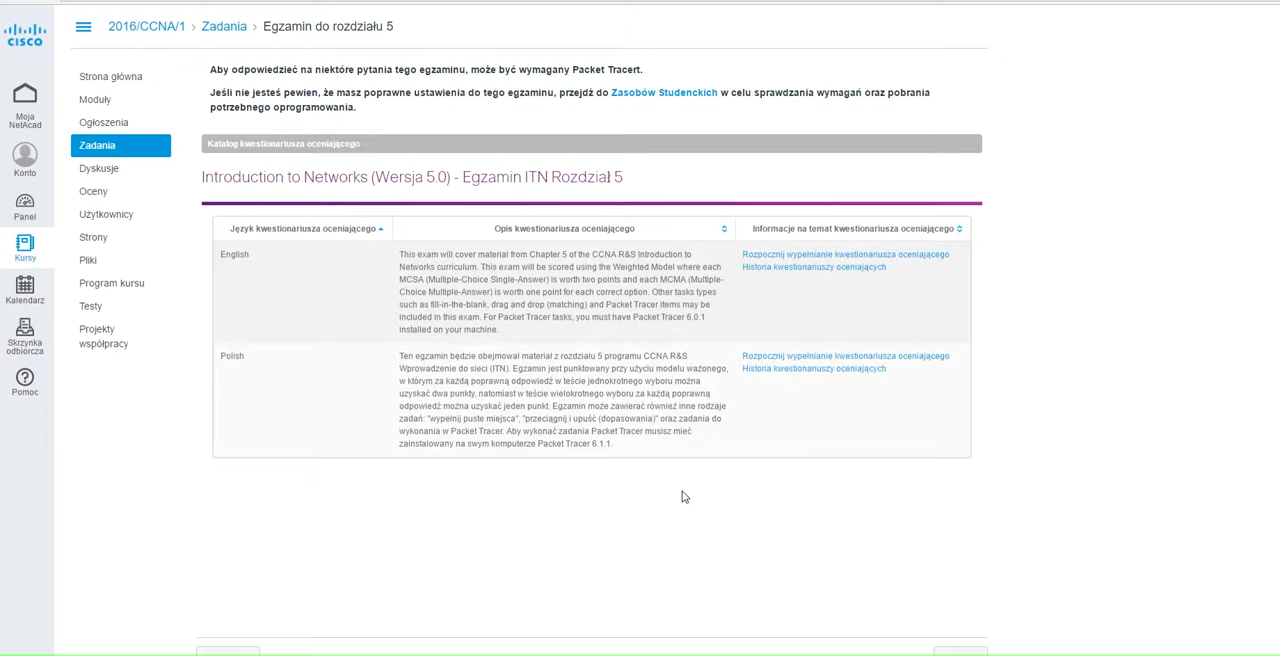 CISCO
2016/CCNA/1 > Zadania > Egzamin do rozdziału 5
Moja
NetAcad
Konto
Panel
Kursy
Kalendarz
Skrzynka
odbiorcza
Pomoc
Strona główna
Moduły
Ogłoszenia
Zadania
Dyskusje
Oceny
Użytkownicy
Strony
Pliki
Program kursu
Testy
Projekty
współpracy
Aby odpowiedzieć na niektóre pytania tego egzaminu, może być wymagany Packet Tracert.
Jeśli nie jesteś pewien, że masz poprawne ustawienia do tego egzaminu, przejdź do Zasobów Studenckich w celu sprawdzania wymagań oraz pobrania
potrzebnego oprogramowania.
Katalog kwestionariusza oceniającego
Introduction to Networks (Wersja 5.0) - Egzamin ITN Rozdział 5
Język kwestionariusza oceniającego
Opis kwestionariusza oceniającego
Informacje na temat kwestionariusza oceniającego
English
This exam will cover material from Chapter 5 of the CCNA R&S Introduction to
Networks curriculum. This exam will be scored using the Weighted Model where each
MCSA (Multiple-Choice Single-Answer) is worth two points and each MCMA (Multiple-
Choice Multiple-Answer) is worth one point for each correct option. Other tasks types
such as fill-in-the-blank, drag and drop (matching) and Packet Tracer items may be
included in this exam. For Packet Tracer tasks, you must have Packet Tracer 6.0.1
installed on your machine.
Rozpocznij wypełnianie kwestionariusza oceniającego
Historia kwestionariuszy oceniających
Polish
Ten egzamin będzie obejmował materiał z rozdziału 5 programu CCNA R&S
Wprowadzenie do sieci (ITN). Egzamin jest punktowany przy użyciu modelu ważonego,
w którym za każdą poprawną odpowiedź w teście jednokrotnego wyboru można
uzyskać dwa punkty, natomiast w teście wielokrotnego wyboru za każdą poprawną
odpowiedź można uzyskać jeden punkt. Egzamin może zawierać również inne rodzaje
zadań: "wypełnij puste miejsca", "przeciągnij i upuść (dopasowania)" oraz zadania do
wykonania w Packet Tracer. Aby wykonać zadania Packet Tracer musisz mieć
zainstalowany na swym komputerze Packet Tracer 6.1.1.
Rozpocznij wypełnianie kwestionariusza oceniającego
Historia kwestionariuszy oceniających